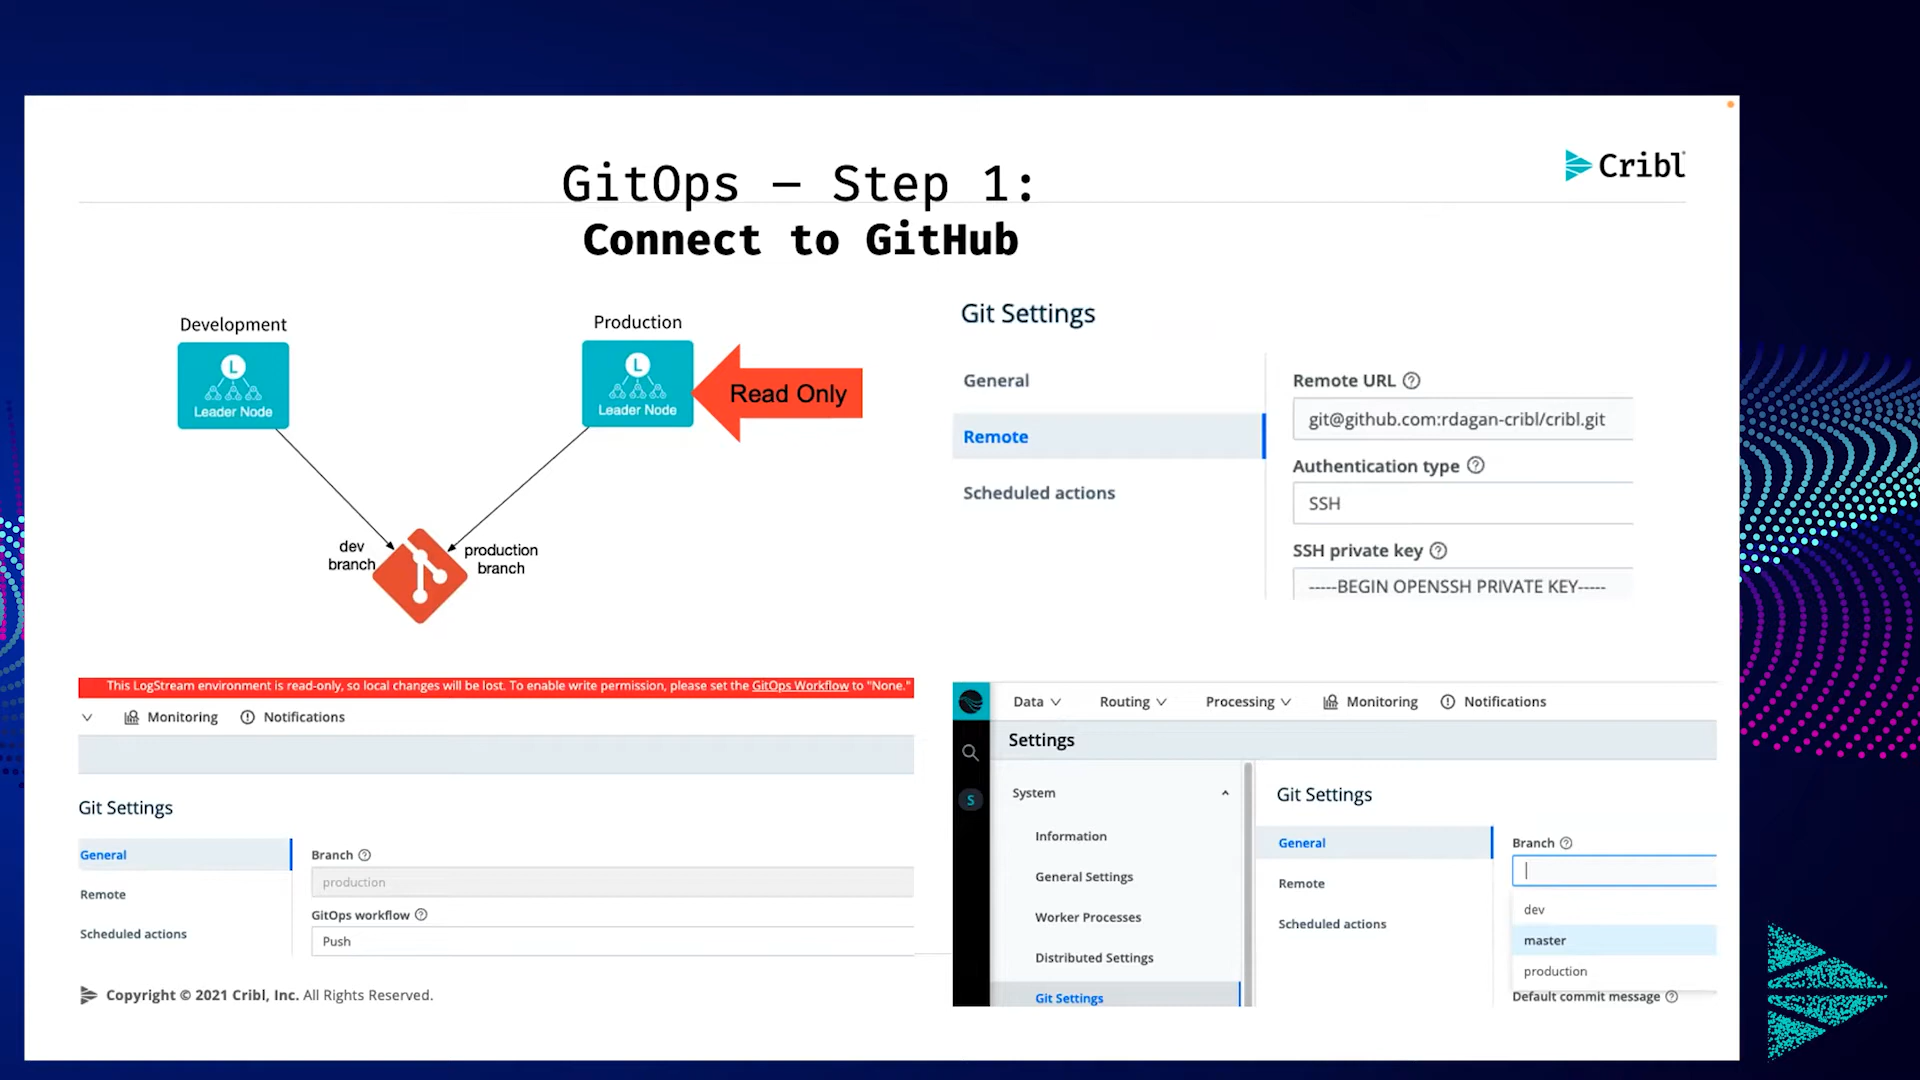 GitOps – Step 1:
Connect to GitHub
Cribl
Development
L
Leader Node
Production
L
Leader Node
Read Only
dev
branch
production
branch
Git Settings
General
Remote
Scheduled actions
Remote URL
git@github.com:rdagan-cribl/cribl.git
Authentication type
SSH
SSH private key
-----BEGIN OPENSSH PRIVATE KEY-----
This LogStream environment is read-only, so local changes will be lost. To enable write permission, please set the GitOps Workflow to "None."
Monitoring
Notifications
Git Settings
General
Remote
Scheduled actions
Branch
production
GitOps workflow
Push
Data
Routing
Processing
Monitoring
Notifications
Settings
S
System
Information
General Settings
Worker Processes
Distributed Settings
Git Settings
Git Settings
General
Remote
Scheduled actions
Branch
dev
master
production
Default commit message
Copyright © 2021 Cribl, Inc. All Rights Reserved.